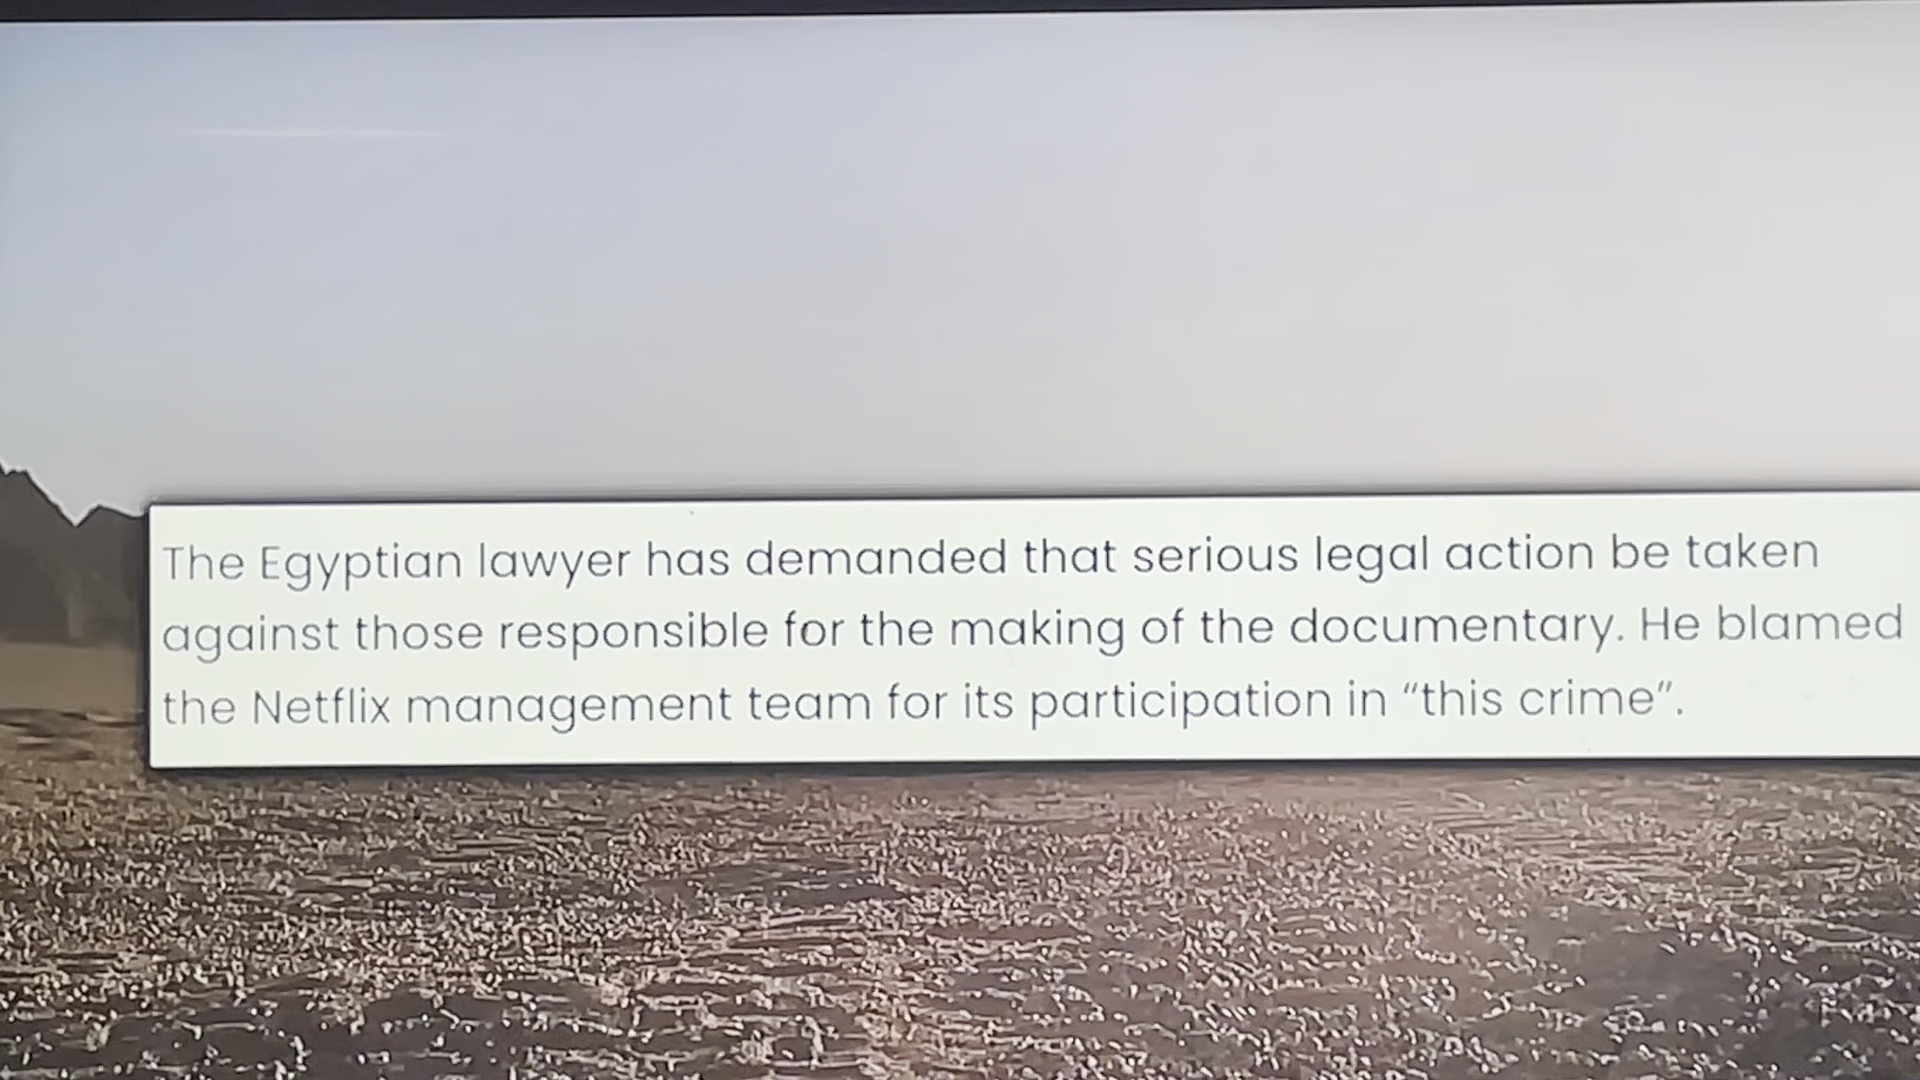 The Egyptian lawyer has demanded that serious legal action be taken
against those responsible for the making of the documentary. He blamed
the Netflix management team for its participation in “this crime”.